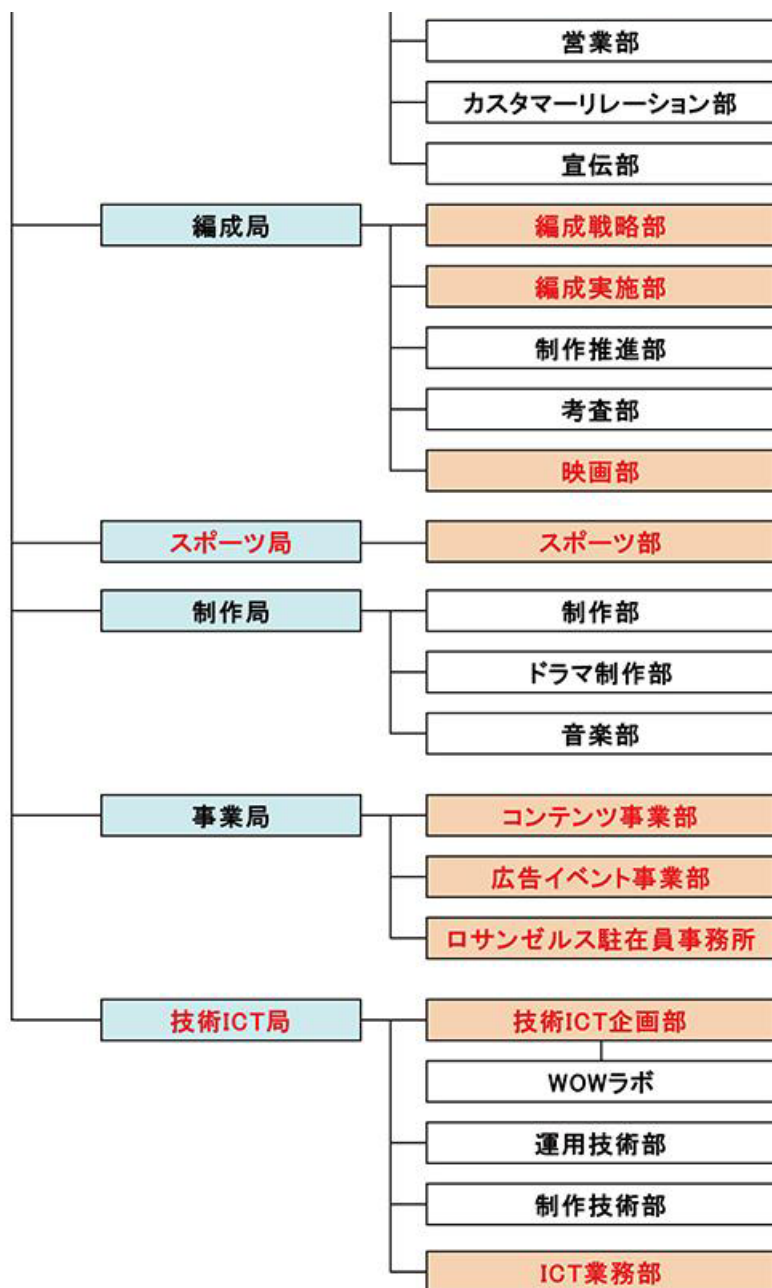 営業部
カスタマーリレーション部
宣伝部
編成局
編成戦略部
編成実施部
制作推進部
考査部
映画部
スポーツ局
スポーツ部
制作局
制作部
ドラマ制作部
音楽部
事業局
コンテンツ事業部
広告イベント事業部
ロサンゼルス駐在員事務所
技術ICT局
技術ICT企画部
WOWラボ
運用技術部
制作技術部
ICT業務部